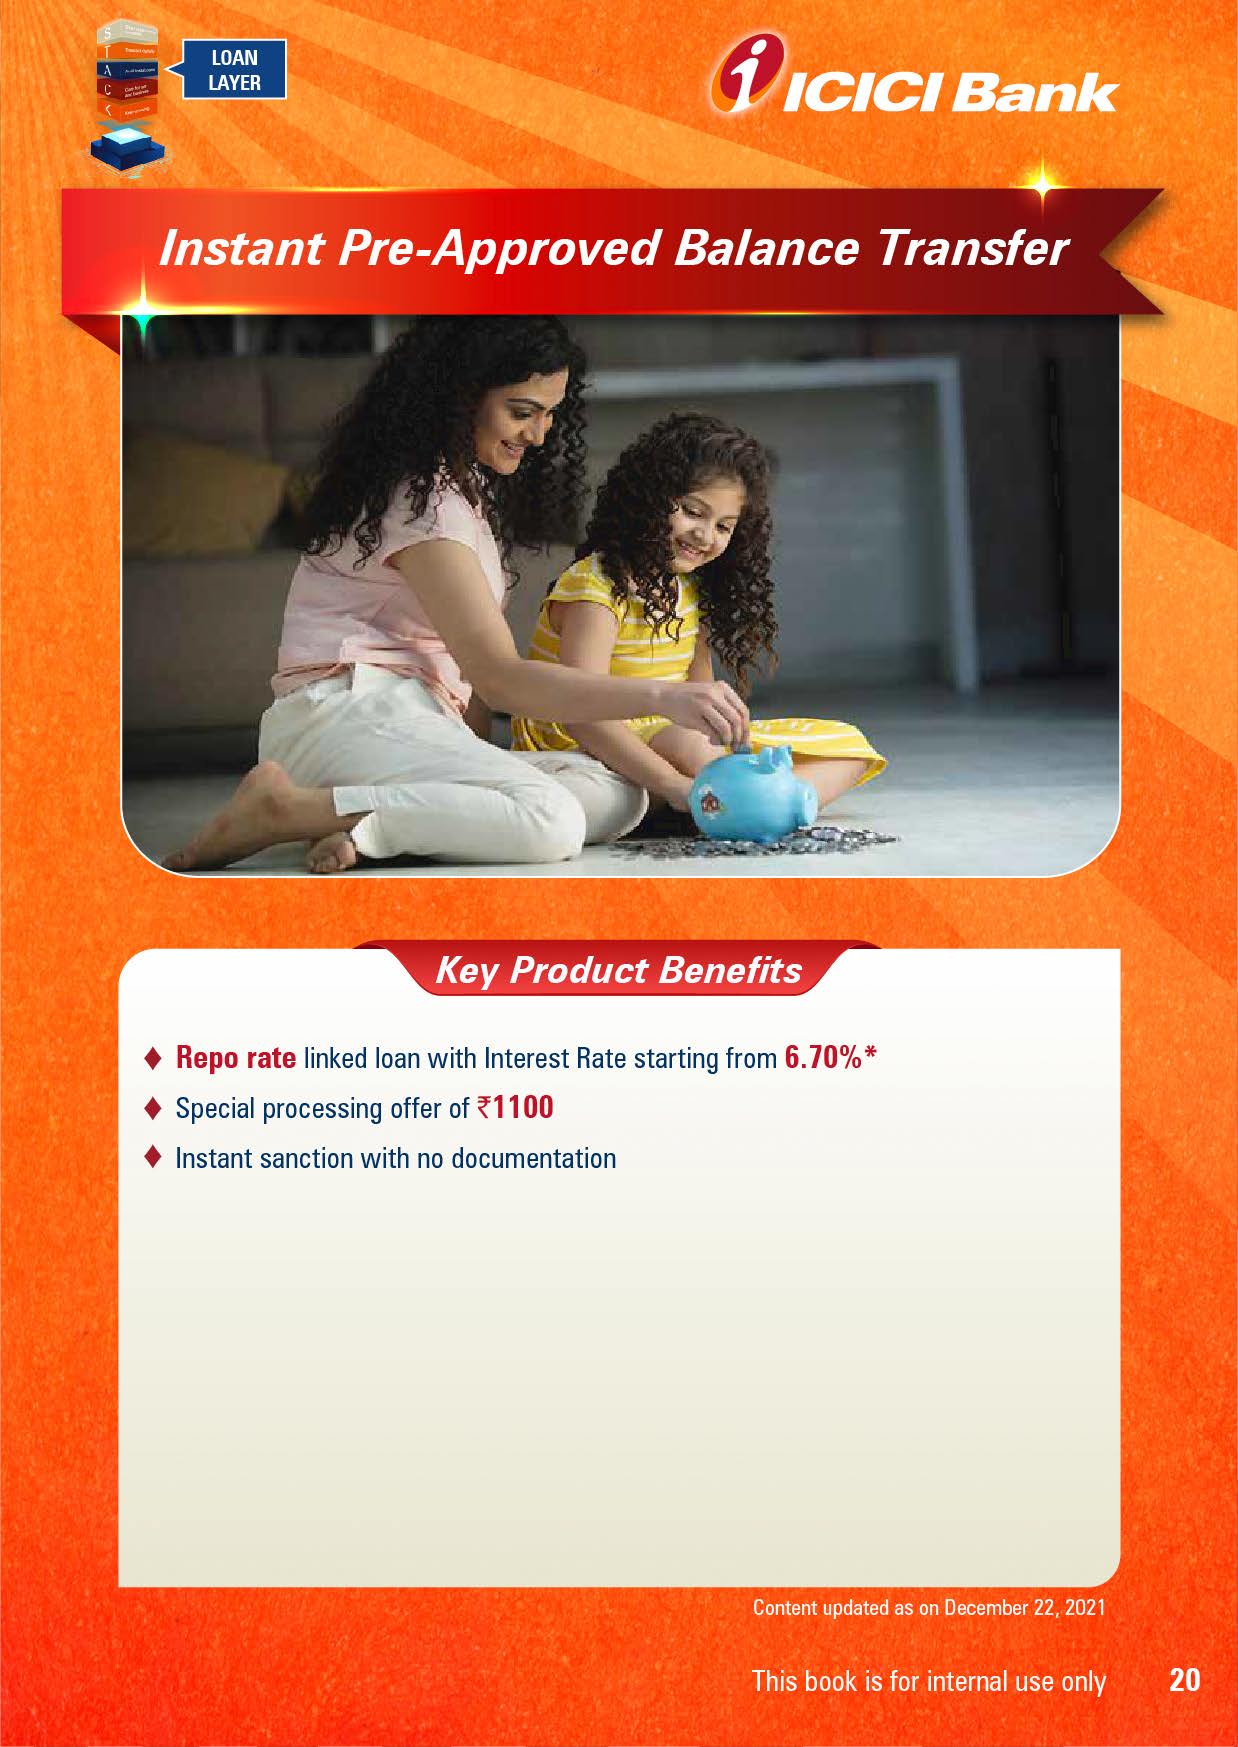 LOAN
LAYER
S
T
A
C
K
i ICICI Bank
Instant Pre-Approved Balance Transfer
Key Product Benefits
♦ Repo rate linked loan with Interest Rate starting from 6.70%*
♦ Special processing offer of ₹1100
♦ Instant sanction with no documentation
Content updated as on December 22, 2021
This book is for internal use only 20